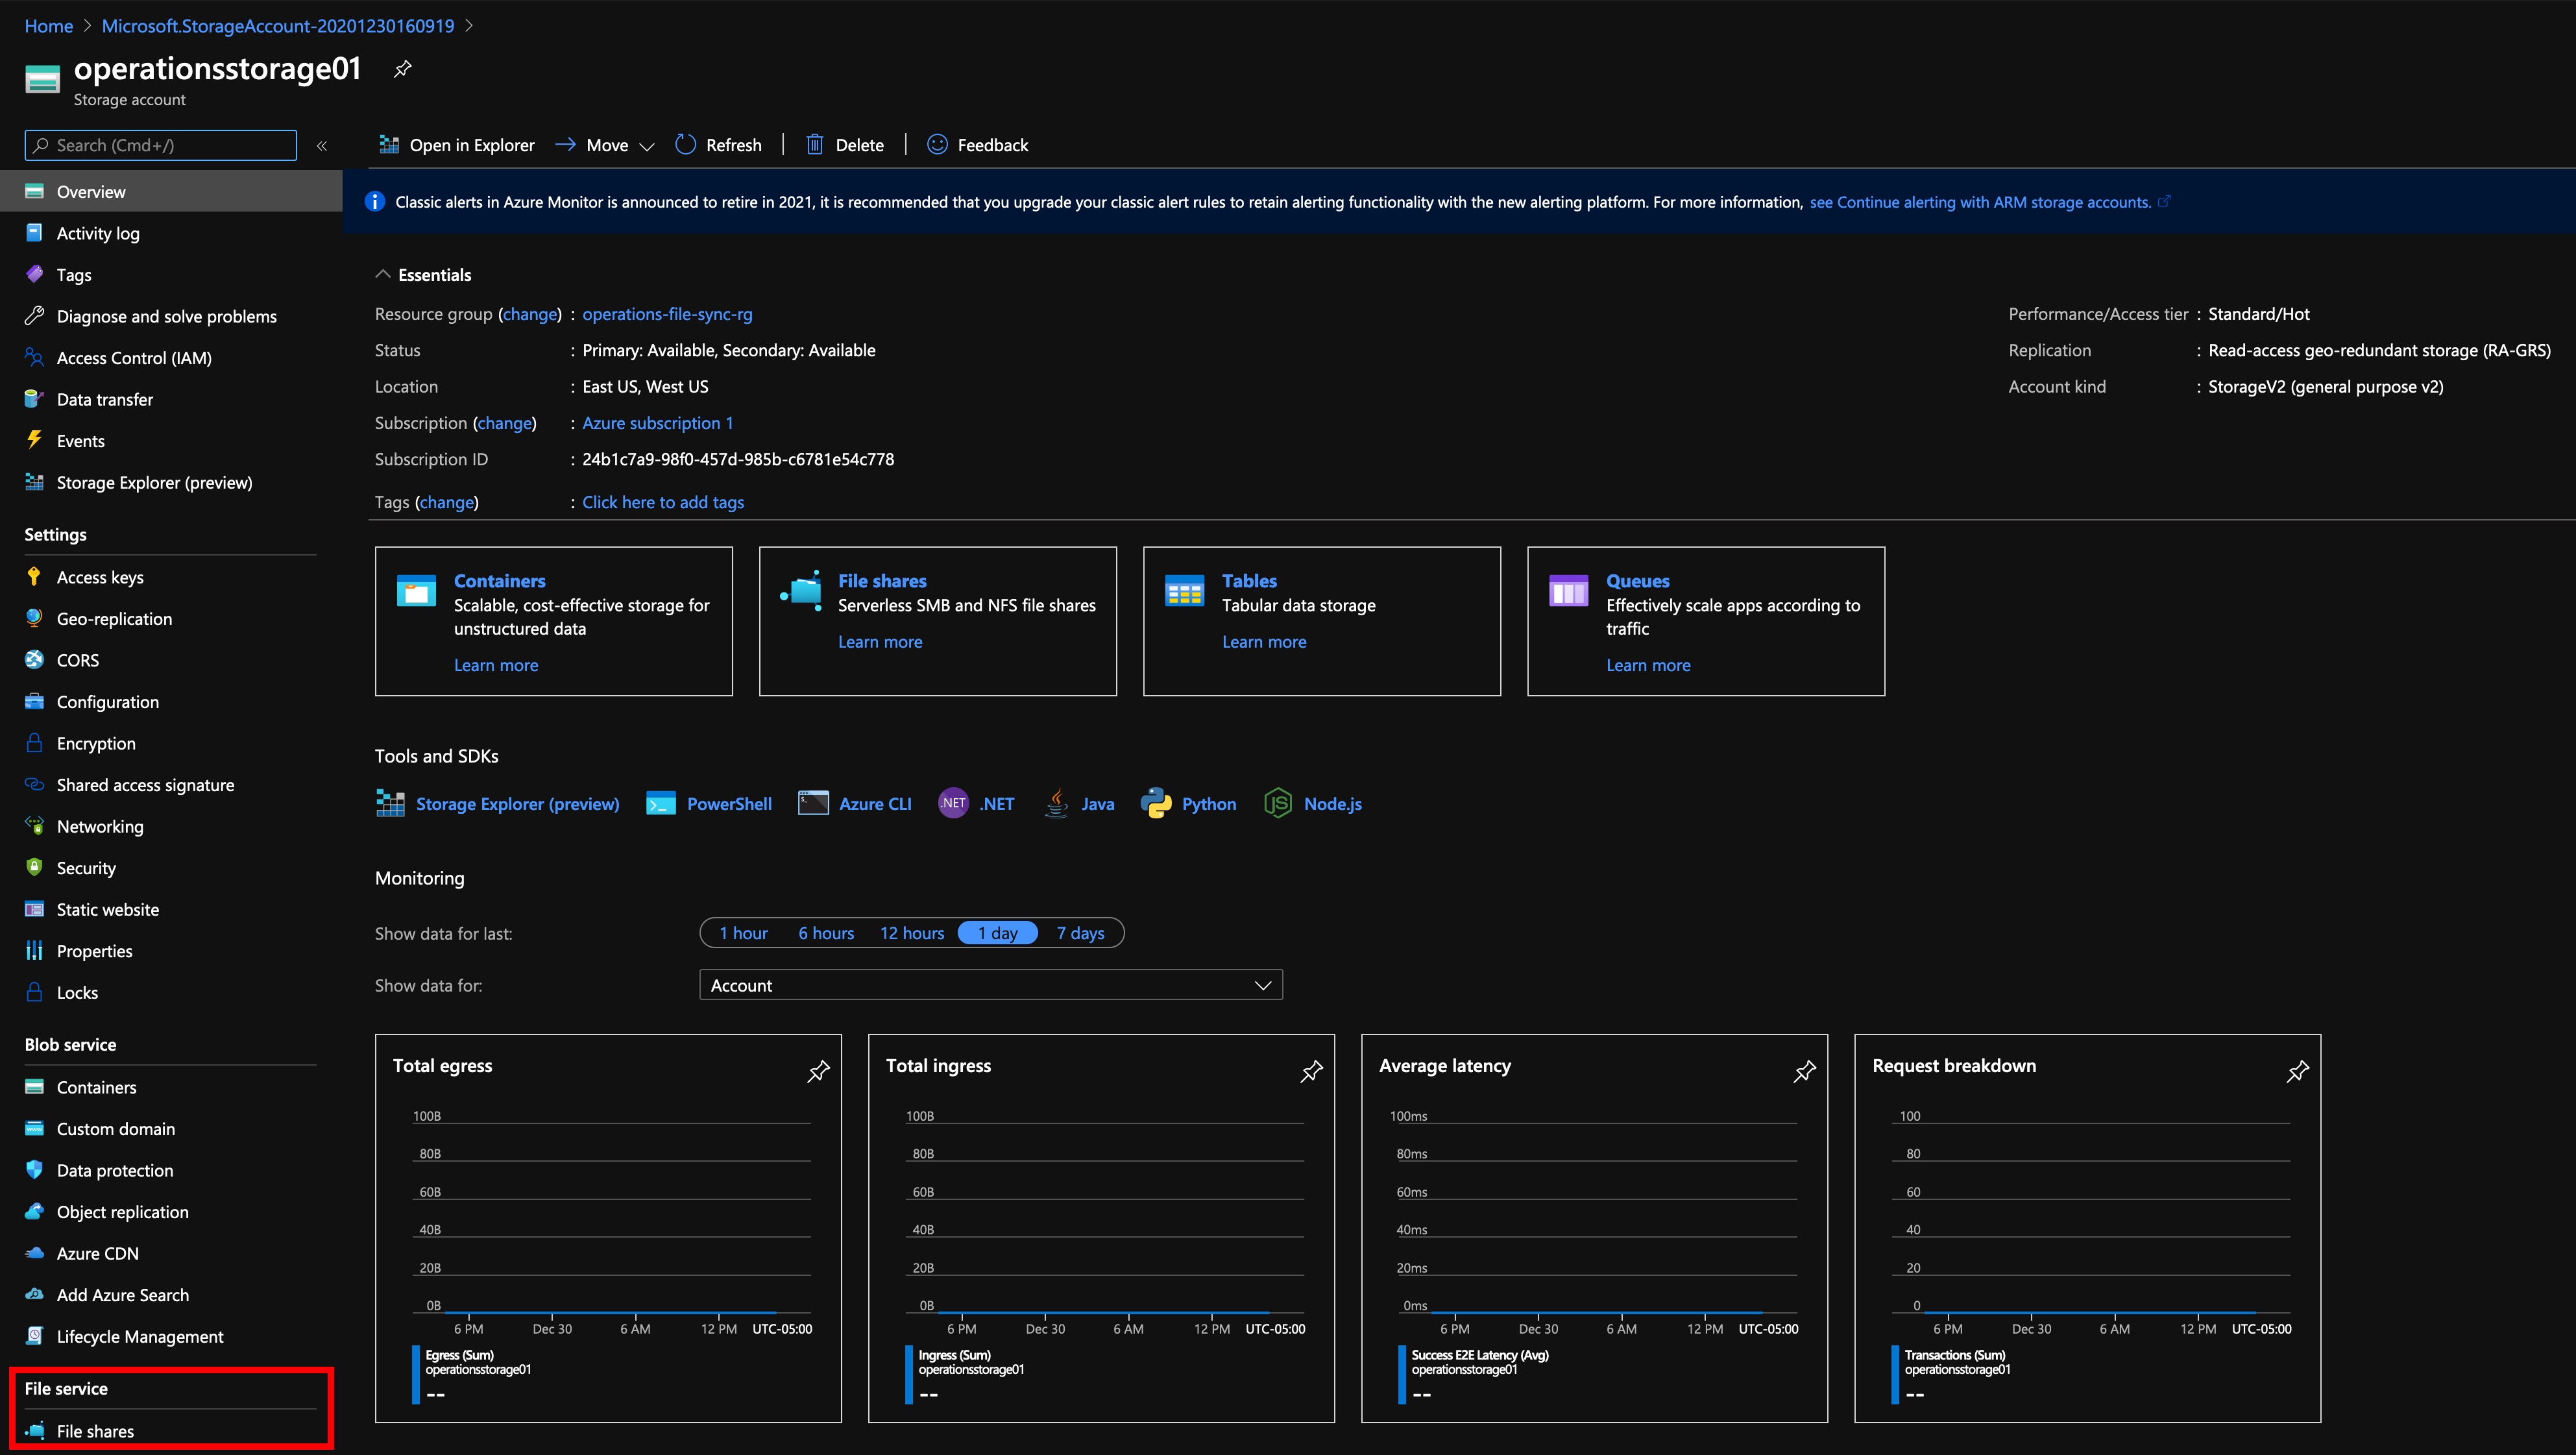 Home > Microsoft.StorageAccount-20201230160919 >
operationsstorage01
Storage account
Search (Cmd+/)
«
Open in Explorer
Move
Refresh
Delete
Feedback
Overview
Activity log
Tags
Diagnose and solve problems
Access Control (IAM)
Data transfer
Events
Storage Explorer (preview)
Settings
Access keys
Geo-replication
CORS
Configuration
Encryption
Shared access signature
Networking
Security
Static website
Properties
Locks
Blob service
Containers
Custom domain
Data protection
Object replication
Azure CDN
Add Azure Search
Lifecycle Management
File service
File shares
Classic alerts in Azure Monitor is announced to retire in 2021, it is recommended that you upgrade your classic alert rules to retain alerting functionality with the new alerting platform. For more information, see Continue alerting with ARM storage accounts.
Essentials
Resource group (change) : operations-file-sync-rg
Status : Primary: Available, Secondary: Available
Location : East US, West US
Subscription (change) : Azure subscription 1
Subscription ID : 24b1c7a9-98f0-457d-985b-c6781e54c778
Tags (change) : Click here to add tags
Performance/Access tier : Standard/Hot
Replication : Read-access geo-redundant storage (RA-GRS)
Account kind : StorageV2 (general purpose v2)
Containers
Scalable, cost-effective storage for
unstructured data
Learn more
File shares
Serverless SMB and NFS file shares
Learn more
Tables
Tabular data storage
Learn more
Queues
Effectively scale apps according to
traffic
Learn more
Tools and SDKs
Storage Explorer (preview)
PowerShell
Azure CLI
.NET .NET
Java
Python
JS Node.js
Monitoring
Show data for last: 1 hour 6 hours 12 hours 1 day 7 days
Show data for: Account
Total egress
100B
80B
60B
40B
20B
0B
6 PM Dec 30 6 AM 12 PM UTC-05:00
Egress (Sum)
operationsstorage01
--
Total ingress
100B
80B
60B
40B
20B
0B
6 PM Dec 30 6 AM 12 PM UTC-05:00
Ingress (Sum)
operationsstorage01
--
Average latency
100ms
80ms
60ms
40ms
20ms
0ms
6 PM Dec 30 6 AM 12 PM UTC-05:00
Success E2E Latency (Avg)
operationsstorage01
--
Request breakdown
100
80
60
40
20
0
6 PM Dec 30 6 AM 12 PM UTC-05:00
Transactions (Sum)
operationsstorage01
--